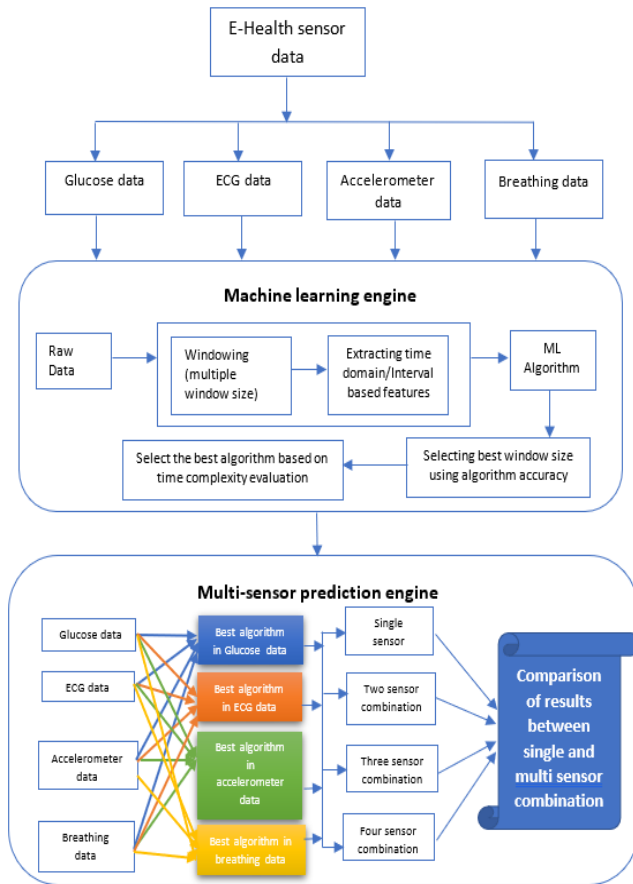 E-Health sensor
data
Glucose data
ECG data
Accelerometer
data
Breathing data
Machine learning engine
Raw
Data
Windowing
(multiple
window size)
Extracting time
domain/Interval
based features
ML
Algorithm
Select the best algorithm based on
time complexity evaluation
Selecting best window size
using algorithm accuracy
Multi-sensor prediction engine
Glucose data
ECG data
Accelerometer
data
Breathing
data
Best algorithm
in Glucose data
Best algorithm
in ECG data
Best algorithm
in
accelerometer
data
Best algorithm in
breathing data
Single
sensor
Two sensor
combination
Three sensor
combination
Four sensor
combination
Comparison
of results
between
single and
multi sensor
combination